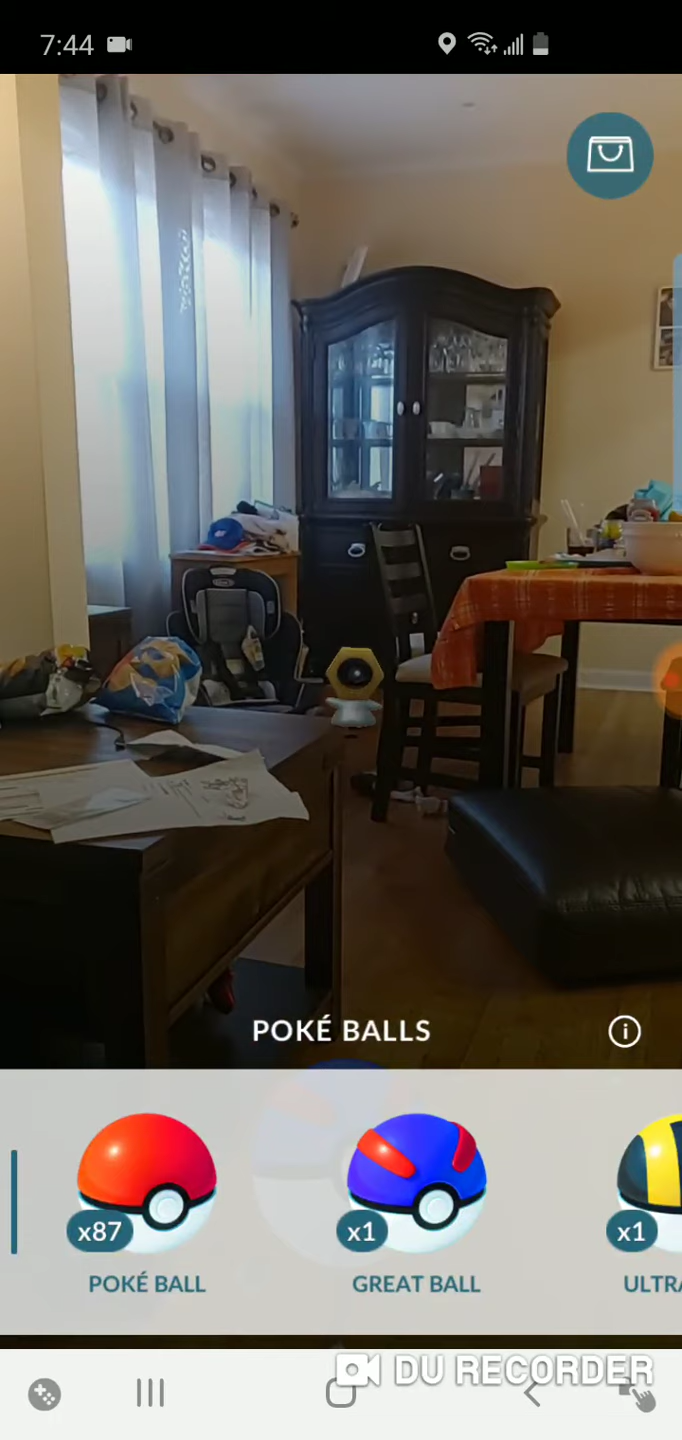 7:44
POKÉ BALLS
x87
x1
x1
POKÉ BALL
GREAT BALL
ULTRA
DU RECORDER